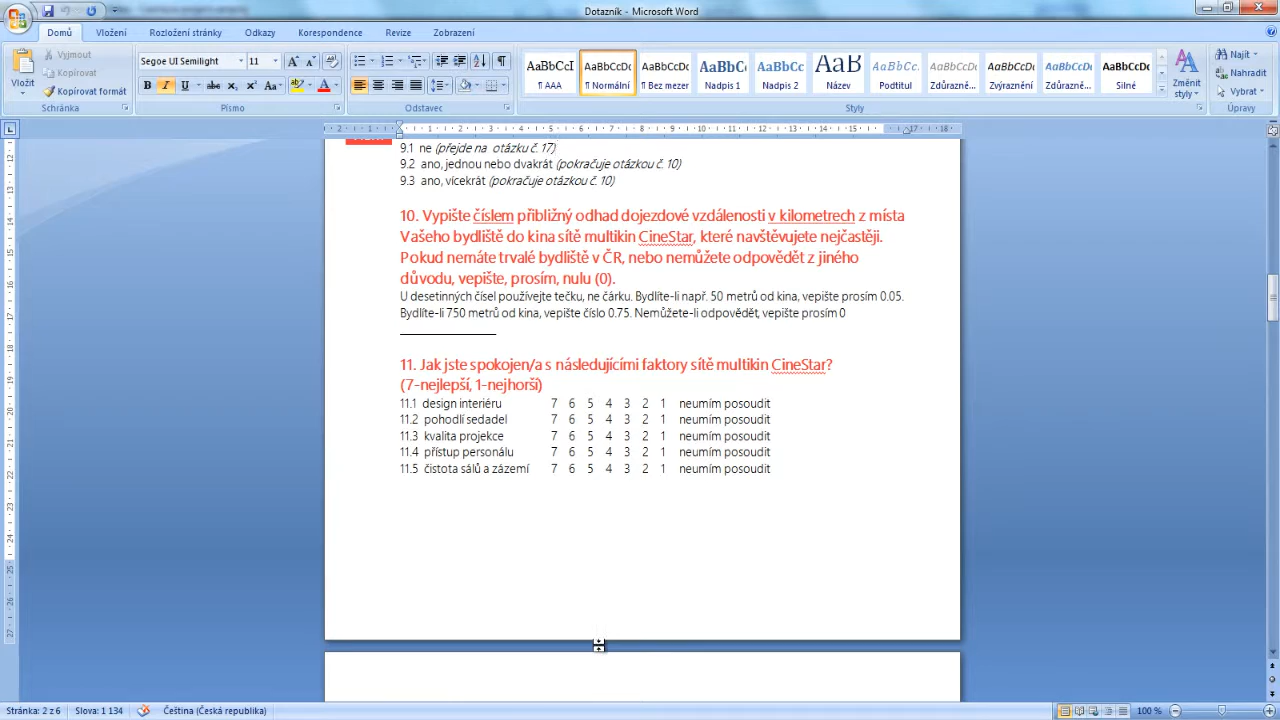 Dotazník - Microsoft Word
Domů Vložení Rozložení stránky Odkazy Korespondence Revize Zobrazení
Vložit
Vyjmout
Kopírovat
Kopírovat formát
Schránka
Segoe UI Semilight 11
Písmo
Odstavec
AaBbCcI AaBbCcDc AaBbCcDc AaBbC AaBbCc AaB AaBbCc. AaBbCcDc AaBbCcDc AaBbCcDc AaBbCcDc
¶ AAA ¶ Normální ¶ Bez mezer Nadpis 1 Nadpis 2 Název Podtitul Zdůrazně... Zvýraznění Zdůrazně... Silné
Změnit styly
Styly
Najít
Nahradit
Vybrat
Úpravy
9.1 ne (přejde na otázku č. 17)
9.2 ano, jednou nebo dvakrát (pokračuje otázkou č. 10)
9.3 ano, vícekrát (pokračuje otázkou č. 10)
10. Vypište číslem přibližný odhad dojezdové vzdálenosti v kilometrech z místa
Vašeho bydliště do kina sítě multikin CineStar, které navštěvujete nejčastěji.
Pokud nemáte trvalé bydliště v ČR, nebo nemůžete odpovědět z jiného
důvodu, vepište, prosím, nulu (0).
U desetinných čísel používejte tečku, ne čárku. Bydlíte-li např. 50 metrů od kina, vepište prosím 0.05.
Bydlíte-li 750 metrů od kina, vepište číslo 0.75. Nemůžete-li odpovědět, vepište prosím 0
11. Jak jste spokojen/a s následujícími faktory sítě multikin CineStar?
(7-nejlepší, 1-nejhorší)
11.1 design interiéru 7 6 5 4 3 2 1 neumím posoudit
11.2 pohodlí sedadel 7 6 5 4 3 2 1 neumím posoudit
11.3 kvalita projekce 7 6 5 4 3 2 1 neumím posoudit
11.4 přístup personálu 7 6 5 4 3 2 1 neumím posoudit
11.5 čistota sálů a zázemí 7 6 5 4 3 2 1 neumím posoudit
Stránka: 2 z 6 Slova: 1 134 Čeština (Česká republika) 100 %